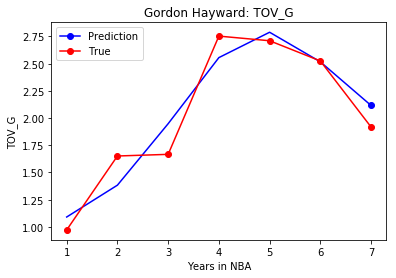 Gordon Hayward: TOV_G
Prediction
True
TOV_G
2.75
2.50
2.25
2.00
1.75
1.50
1.25
1.00
1 2 3 4 5 6 7
Years in NBA